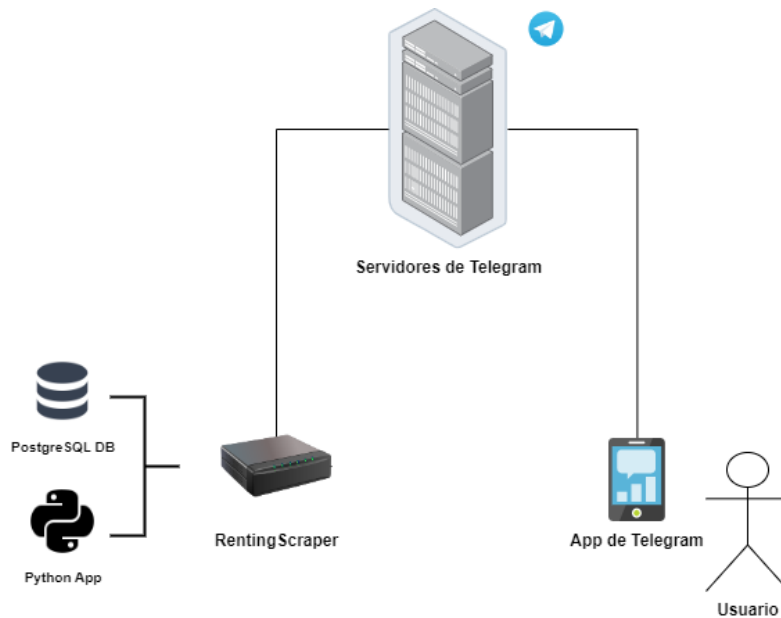 Servidores de Telegram
PostgreSQL DB
RentingScraper
App de Telegram
Python App
Usuario